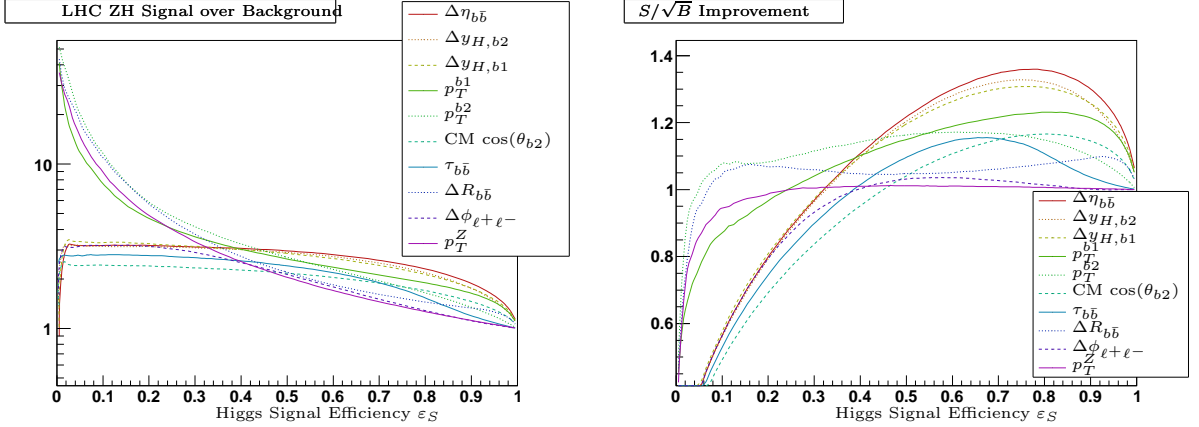 LHC ZH Signal over Background
Δη_{bb̄}
Δy_{H,b2}
Δy_{H,b1}
p_T^{b1}
p_T^{b2}
CM cos(θ_{b2})
τ_{bb̄}
ΔR_{bb̄}
Δϕ_{ℓ+ℓ−}
p_T^Z
10
1
0 0.1 0.2 0.3 0.4 0.5 0.6 0.7 0.8 0.9 1
Higgs Signal Efficiency ε_S
S/√B Improvement
1.4
1.2
1
0.8
0.6
Δη_{bb̄}
Δy_{H,b2}
Δy_{H,b1}
p_T^{b1}
p_T^{b2}
CM cos(θ_{b2})
τ_{bb̄}
ΔR_{bb̄}
Δϕ_{ℓ+ℓ−}
p_T^Z
0 0.1 0.2 0.3 0.4 0.5 0.6 0.7 0.8 0.9 1
Higgs Signal Efficiency ε_S